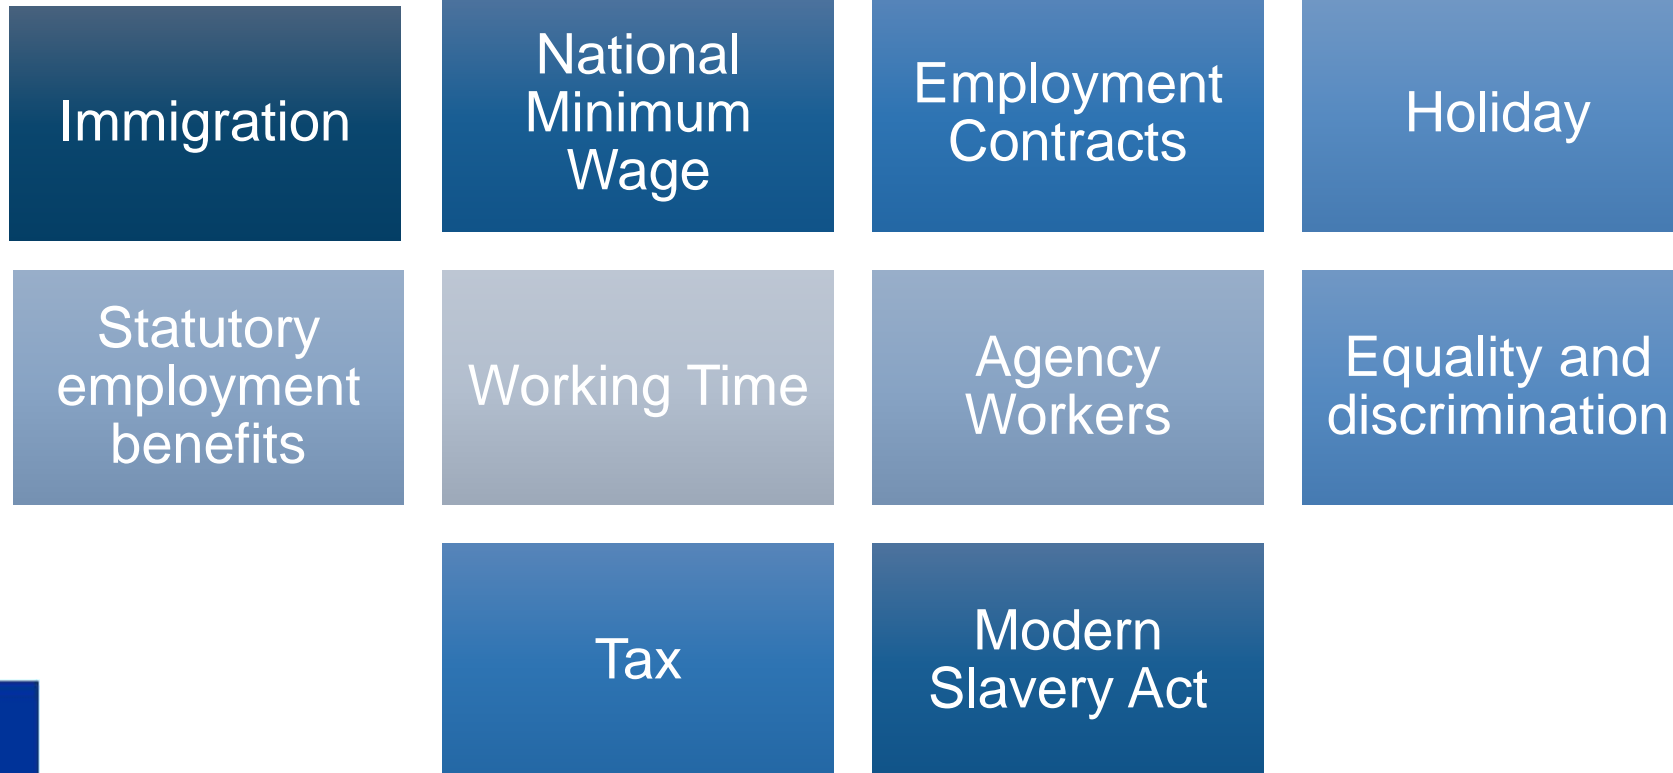 Immigration
National
Minimum
Wage
Employment
Contracts
Holiday
Statutory
employment
benefits
Working Time
Agency
Workers
Equality and
discrimination
Tax
Modern
Slavery Act